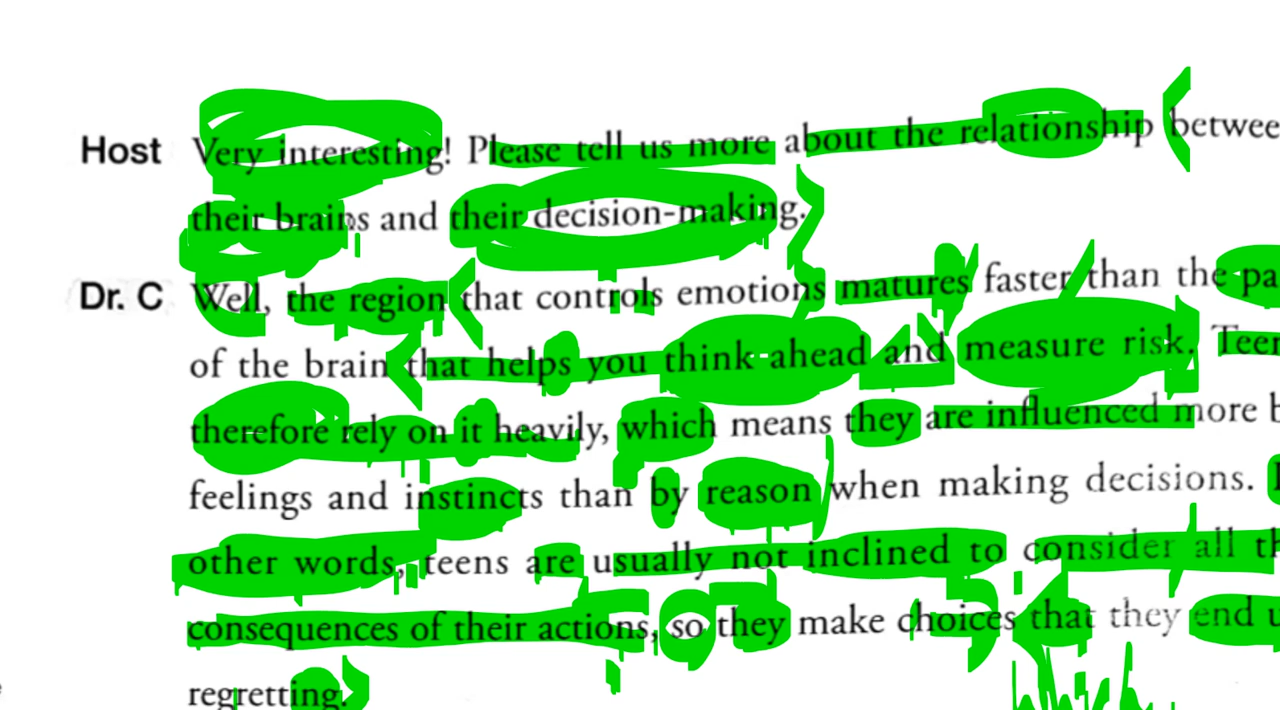 Host Very interesting! Please tell us more about the relationship betwee
their brains and their decision-making.
Dr. C Well, the region that controls emotions matures faster than the pa
of the brain that helps you think ahead and measure risk. Teen
therefore rely on it heavily, which means they are influenced more b
feelings and instincts than by reason when making decisions. I
other words, teens are usually not inclined to consider all th
consequences of their actions, so they make choices that they end u
regretting.